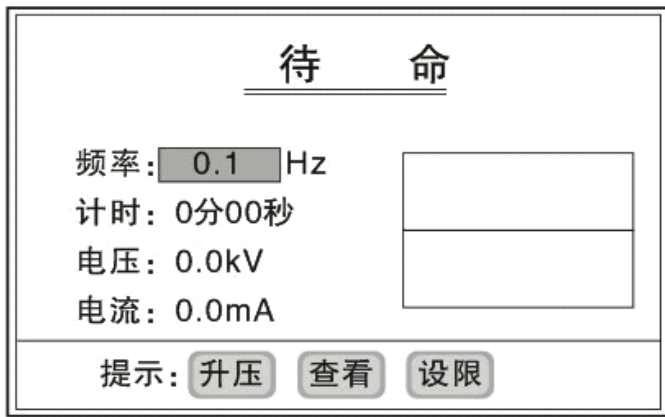 待 命
频率: 0.1 Hz
计时: 0分00秒
电压: 0.0kV
电流: 0.0mA
提示: 升压 查看 设限